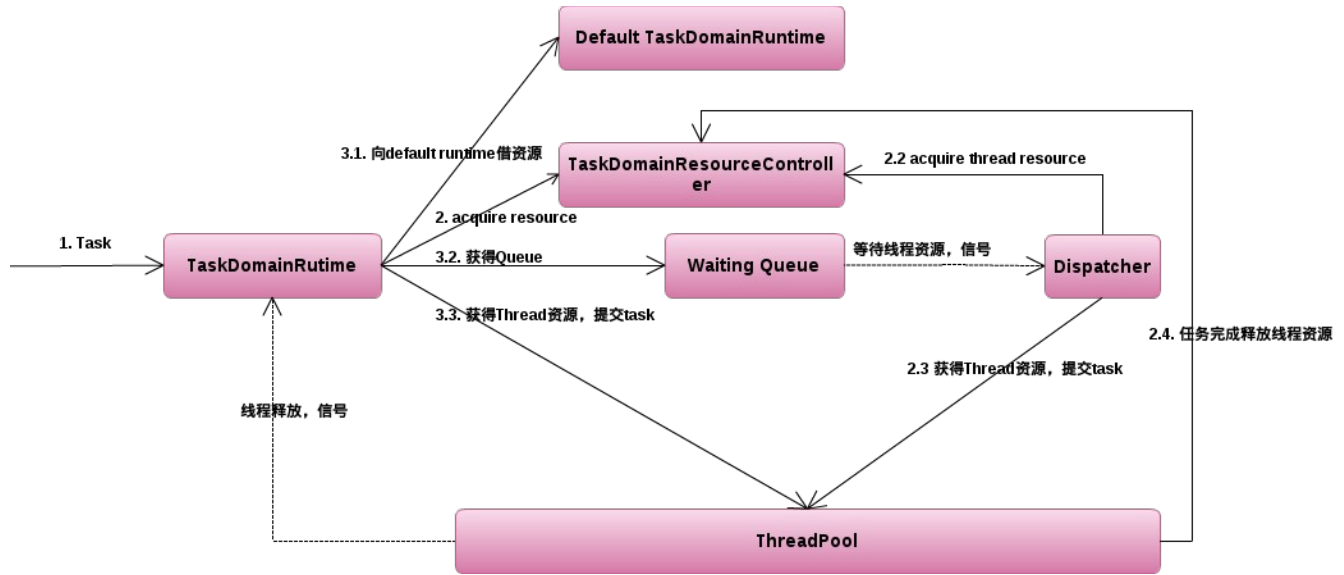 Default TaskDomainRuntime
3.1. 向default runtime借资源
TaskDomainResourceControll
er
2.2 acquire thread resource
2. acquire resource
1. Task
TaskDomainRutime
3.2. 获得Queue
Waiting Queue
等待线程资源，信号
Dispatcher
3.3. 获得Thread资源，提交task
2.4. 任务完成释放线程资源
2.3 获得Thread资源，提交task
线程释放，信号
ThreadPool